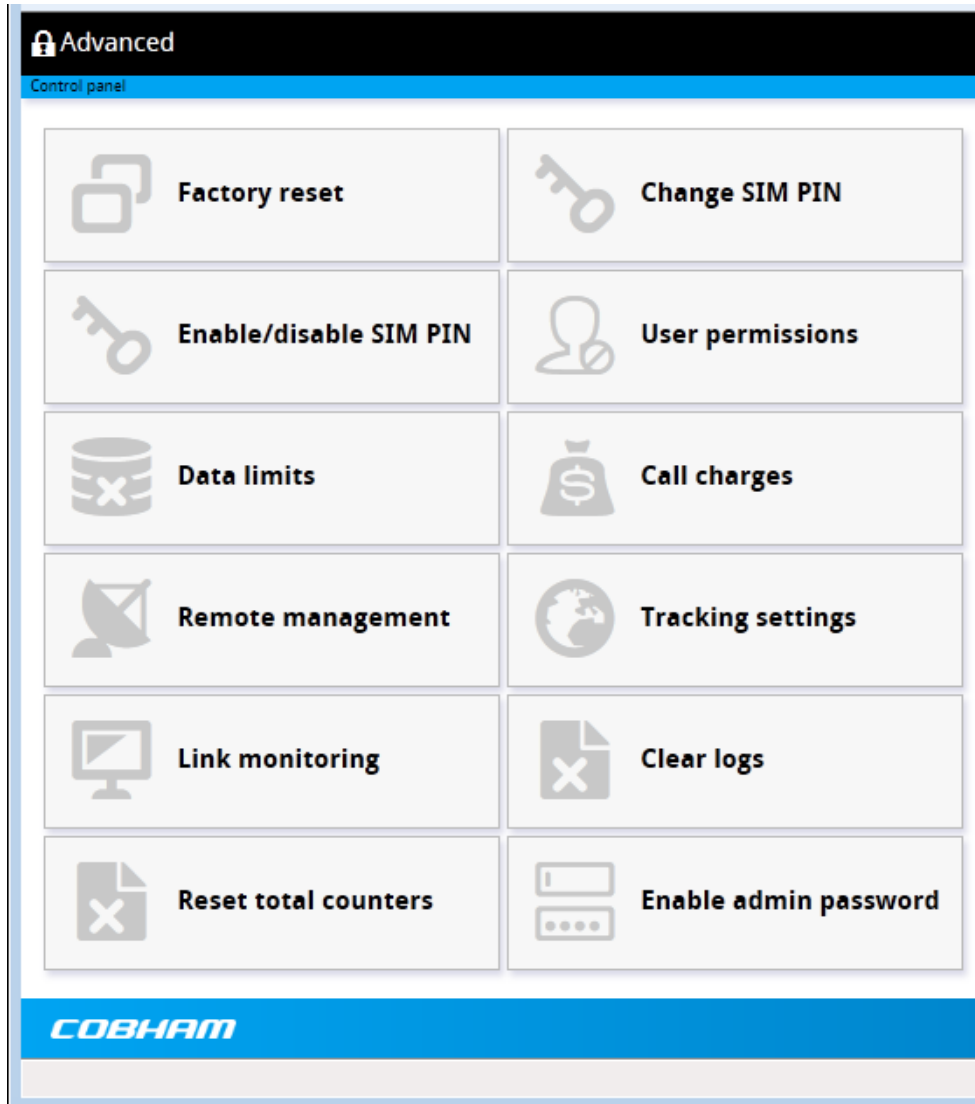 Advanced
Control panel
Factory reset
Change SIM PIN
Enable/disable SIM PIN
User permissions
Data limits
Call charges
Remote management
Tracking settings
Link monitoring
Clear logs
Reset total counters
Enable admin password
COBHAM